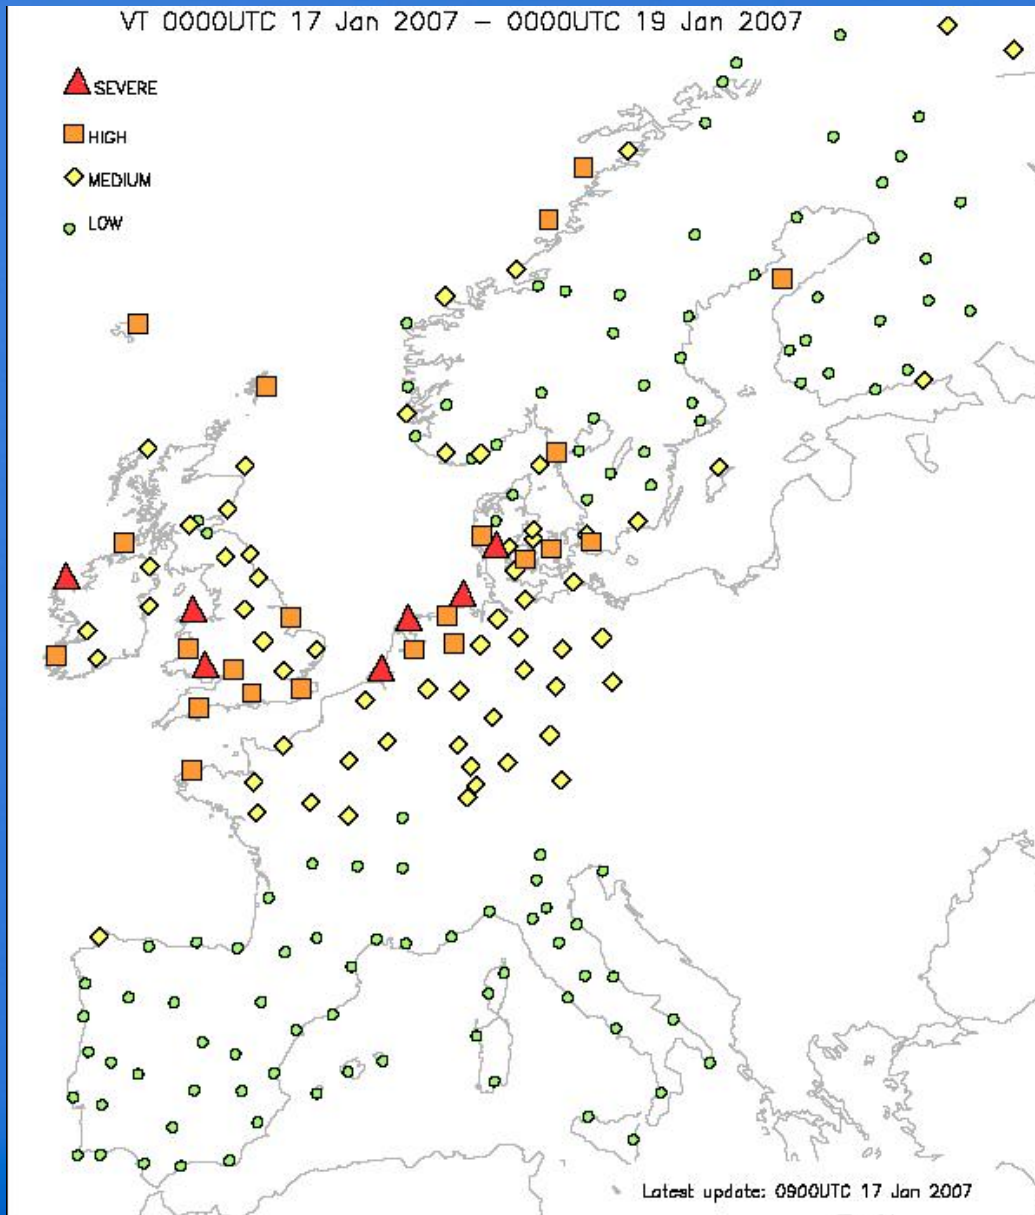 VT 0000UTC 17 Jan 2007 – 0000UTC 19 Jan 2007
SEVERE
HIGH
MEDIUM
LOW
Latest update: 0900UTC 17 Jan 2007